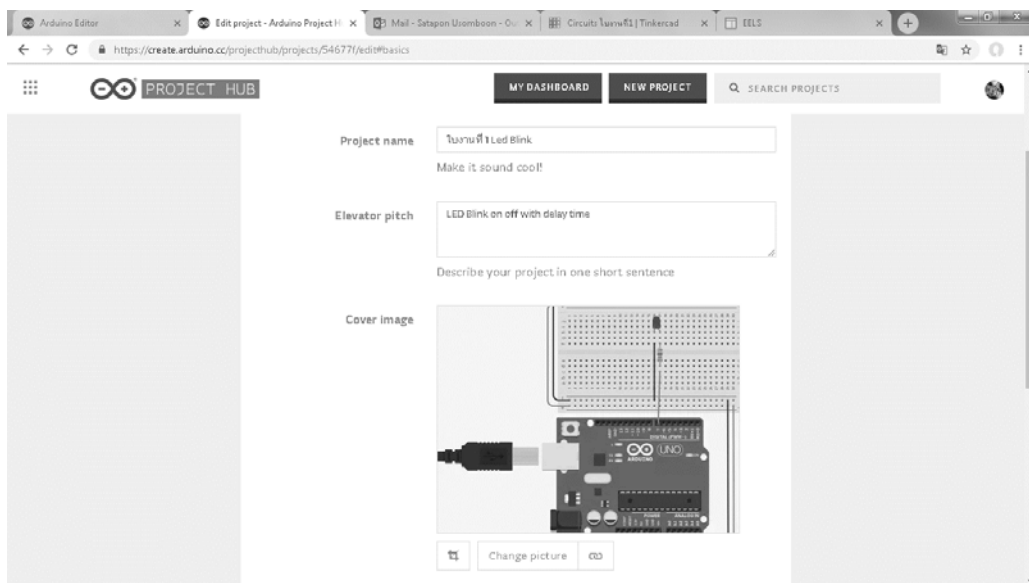 Arduino Editor
Edit project - Arduino Project H
Mail - Satapon Usomboon - Ou
Circuits ใบงานที่1 | Tinkercad
EELS
https://create.arduino.cc/projecthub/projects/54677f/edit#basics
PROJECT HUB
MY DASHBOARD
NEW PROJECT
SEARCH PROJECTS
Project name
ใบงานที่ 1 Led Blink
Make it sound cool!
Elevator pitch
LED Blink on off with delay time
Describe your project in one short sentence
Cover image
UNO
ARDUINO
Change picture